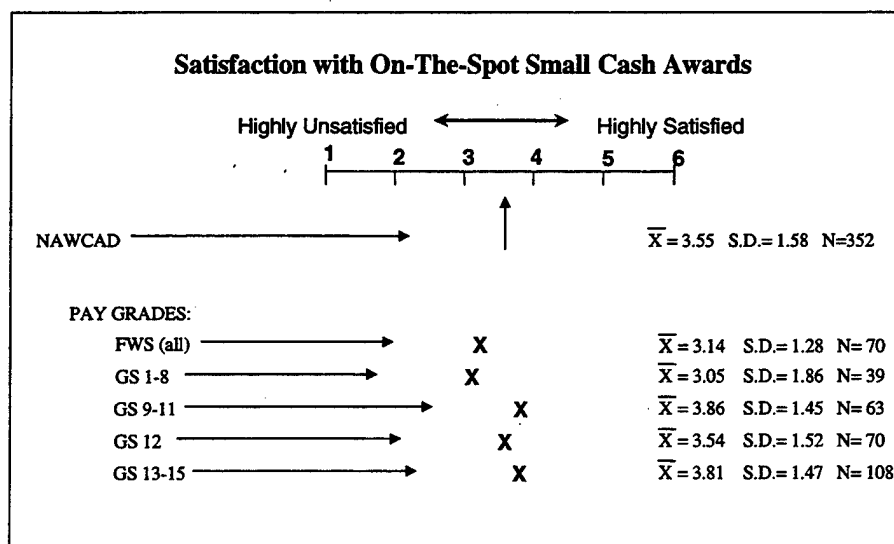 Satisfaction with On-The-Spot Small Cash Awards
Highly Unsatisfied Highly Satisfied
1 2 3 4 5 6
NAWCAD X̄ = 3.55 S.D.= 1.58 N=352
PAY GRADES:
FWS (all) X X̄ = 3.14 S.D.= 1.28 N= 70
GS 1-8 X X̄ = 3.05 S.D.= 1.86 N= 39
GS 9-11 X X̄ = 3.86 S.D.= 1.45 N= 63
GS 12 X X̄ = 3.54 S.D.= 1.52 N= 70
GS 13-15 X X̄ = 3.81 S.D.= 1.47 N= 108